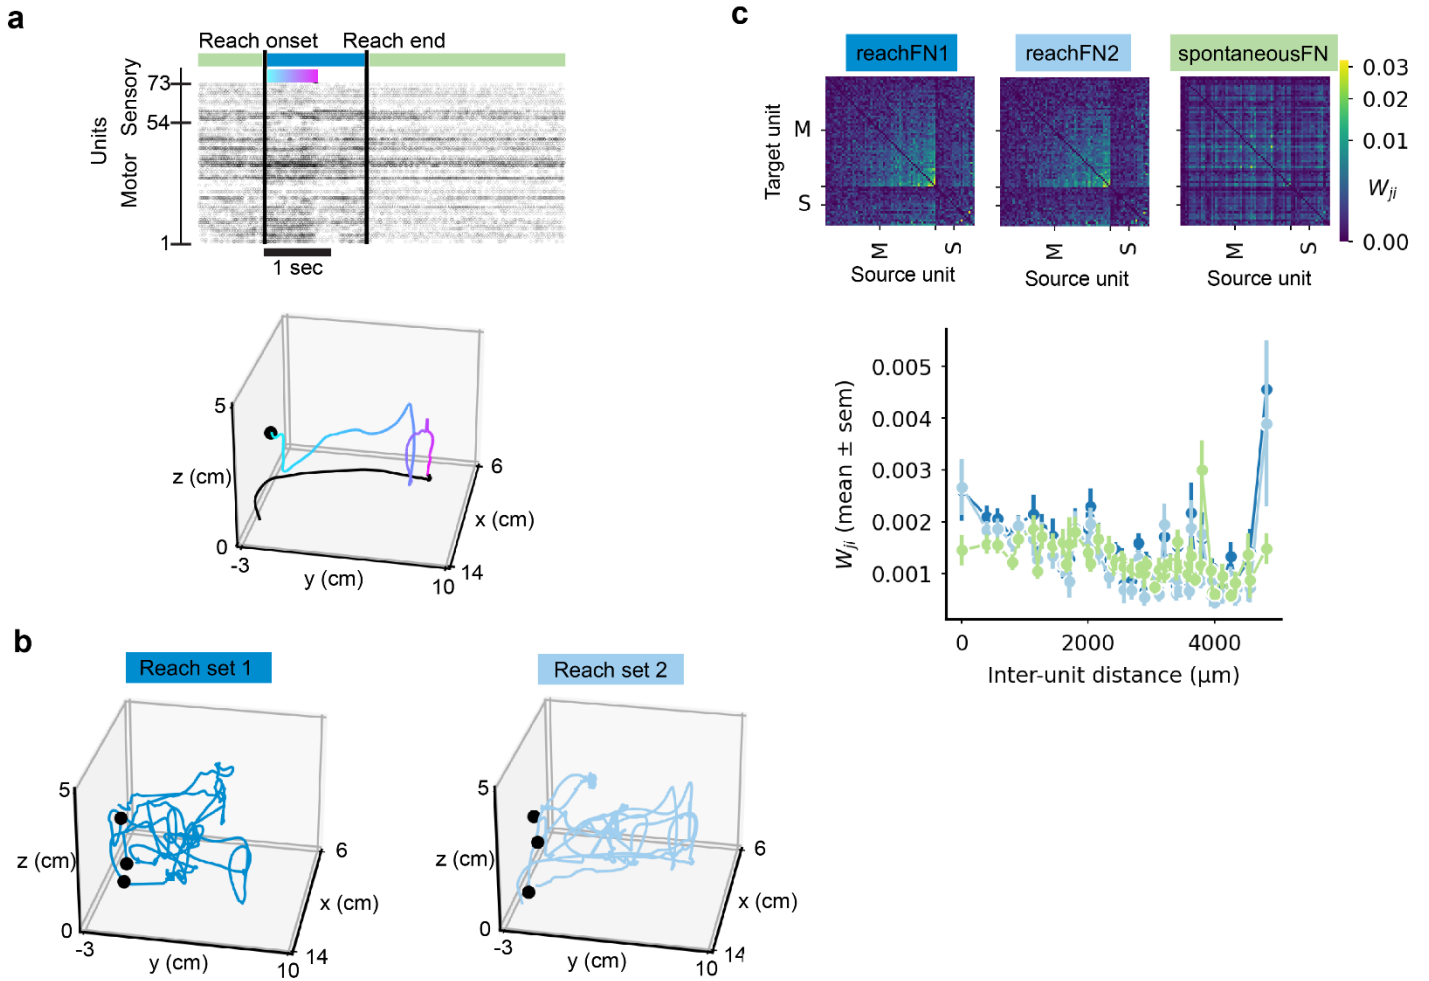 a
Reach onset
Reach end
73
54
1
Units
Motor Sensory
1 sec
5
z (cm)
0
-3
y (cm)
10
14
x (cm)
6
b
Reach set 1
5
z (cm)
0
-3
y (cm)
10
14
x (cm)
6
Reach set 2
5
z (cm)
0
-3
y (cm)
10
14
x (cm)
6
c
reachFN1
reachFN2
spontaneousFN
Target unit
M
S
M
S
Source unit
M
S
Source unit
M
S
Source unit
0.03
0.02
0.01
Wji
0.00
Wji (mean ± sem)
0.005
0.004
0.003
0.002
0.001
0
2000
4000
Inter-unit distance (μm)